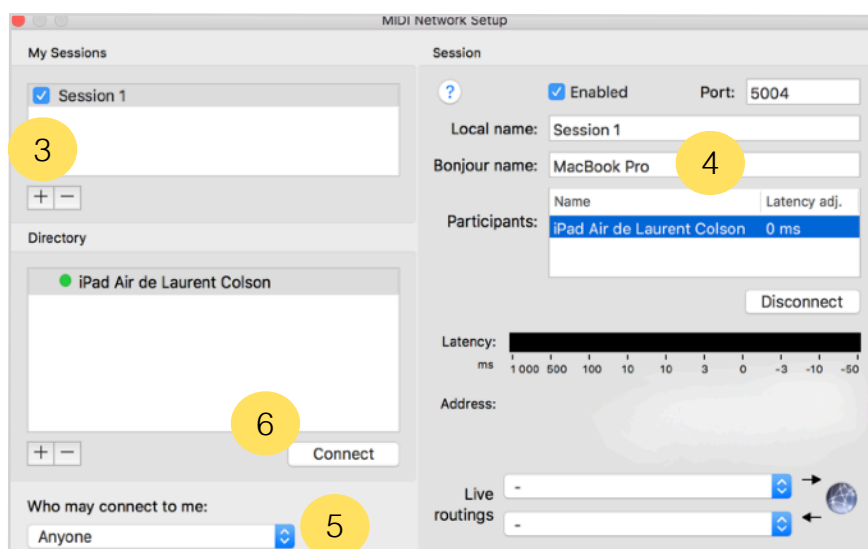 MIDI Network Setup
My Sessions
Session 1
3
+ −
Directory
iPad Air de Laurent Colson
6
+ −
Connect
Who may connect to me:
Anyone
5
Session
?
Enabled
Port: 5004
Local name: Session 1
4
Bonjour name: MacBook Pro
Participants:
Name Latency adj.
iPad Air de Laurent Colson 0 ms
Disconnect
Latency:
ms 1 000 500 100 10 10 3 0 -3 -10 -50
Address:
Live routings
-
-